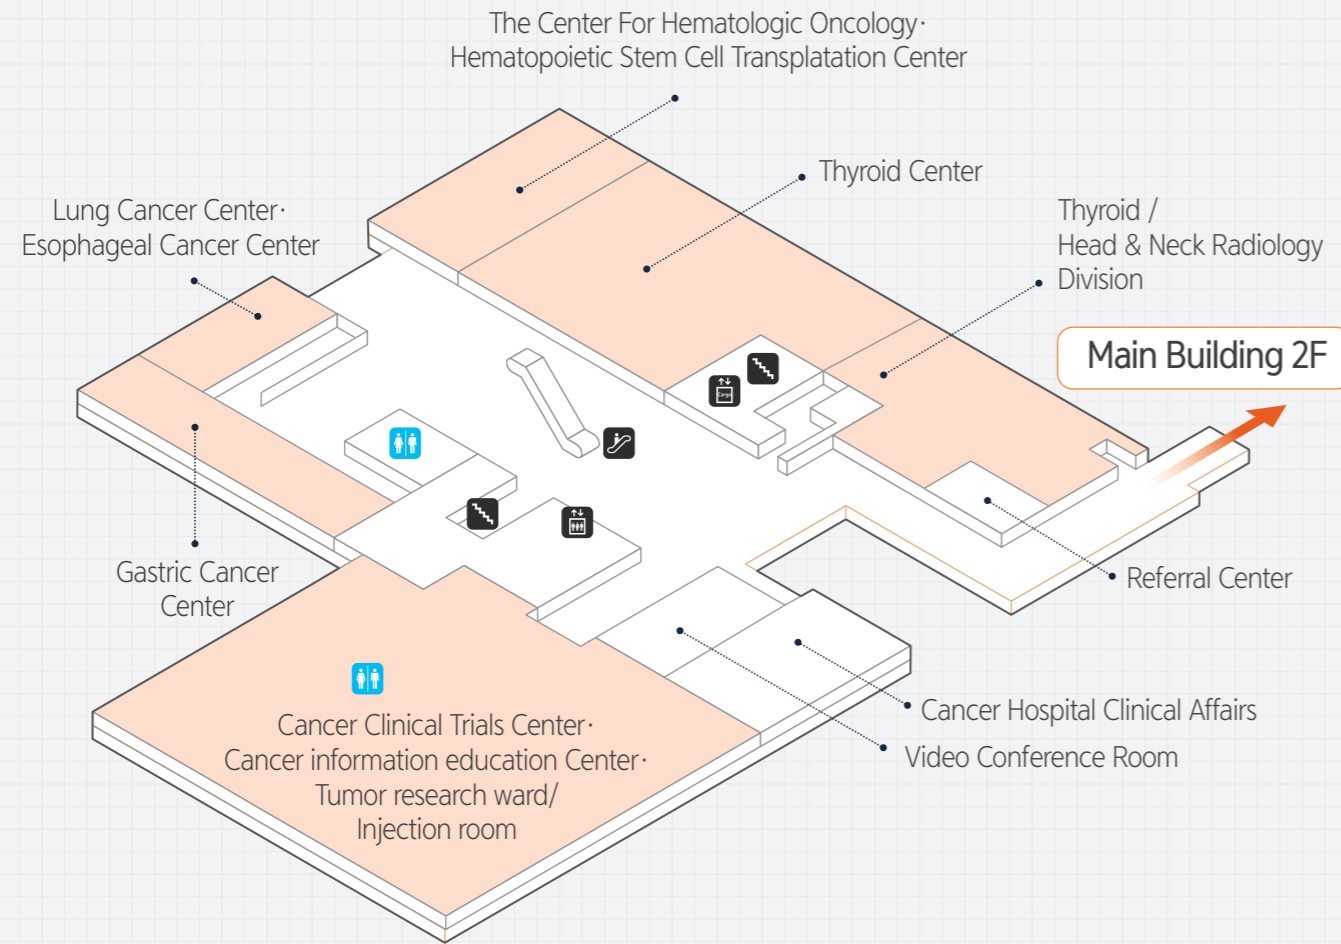 The Center For Hematologic Oncology·
Hematopoietic Stem Cell Transplatation Center
Thyroid Center
Lung Cancer Center·
Esophageal Cancer Center
Thyroid /
Head & Neck Radiology
Division
Main Building 2F
Cargo
Gastric Cancer
Center
Referral Center
Cancer Hospital Clinical Affairs
Video Conference Room
Cancer Clinical Trials Center·
Cancer information education Center·
Tumor research ward/
Injection room